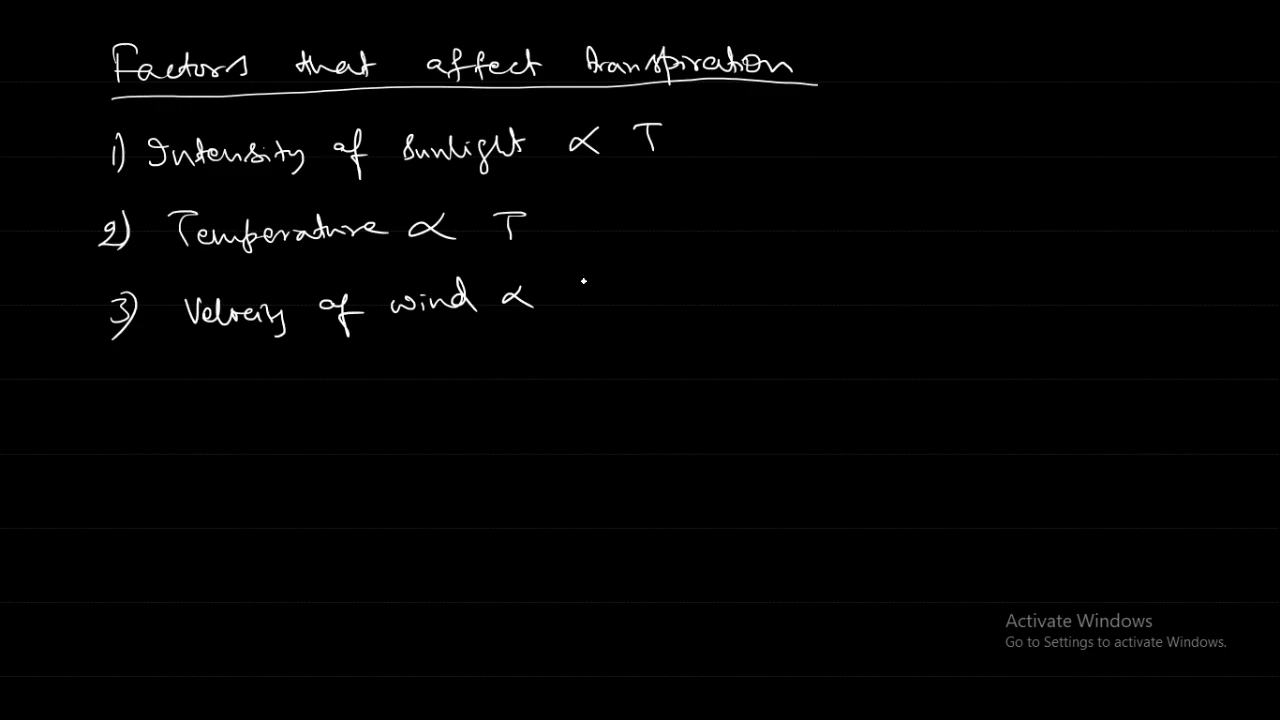 Factors that affect transpiration
1) Intensity of sunlight ∝ T
2) Temperature ∝ T
3) Velocity of wind ∝
Activate Windows
Go to Settings to activate Windows.